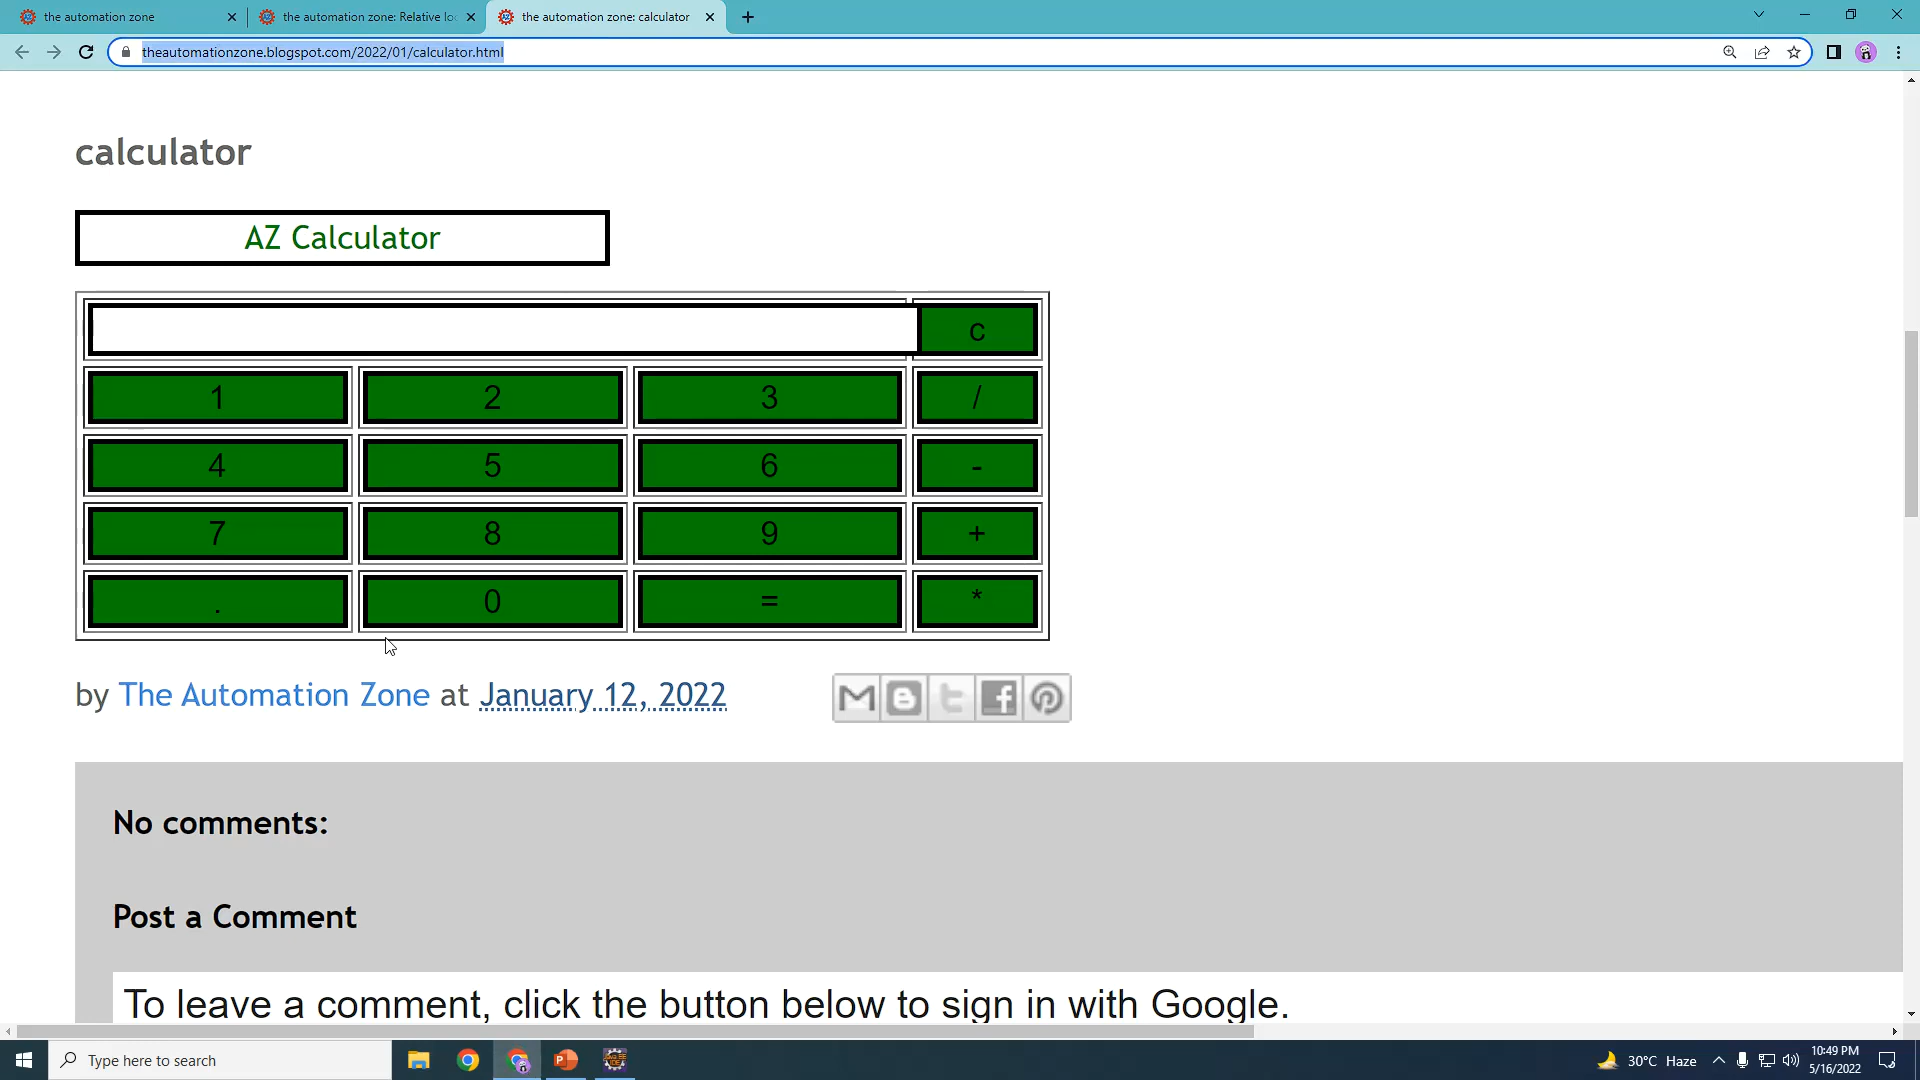 the automation zone
the automation zone: Relative lo
the automation zone: calculator
theautomationzone.blogspot.com/2022/01/calculator.html
calculator
AZ Calculator
c
1 2 3 /
4 5 6 -
7 8 9 +
. 0 = *
by The Automation Zone at January 12, 2022
No comments:
Post a Comment
To leave a comment, click the button below to sign in with Google.
Type here to search
30°C Haze
10:49 PM
5/16/2022